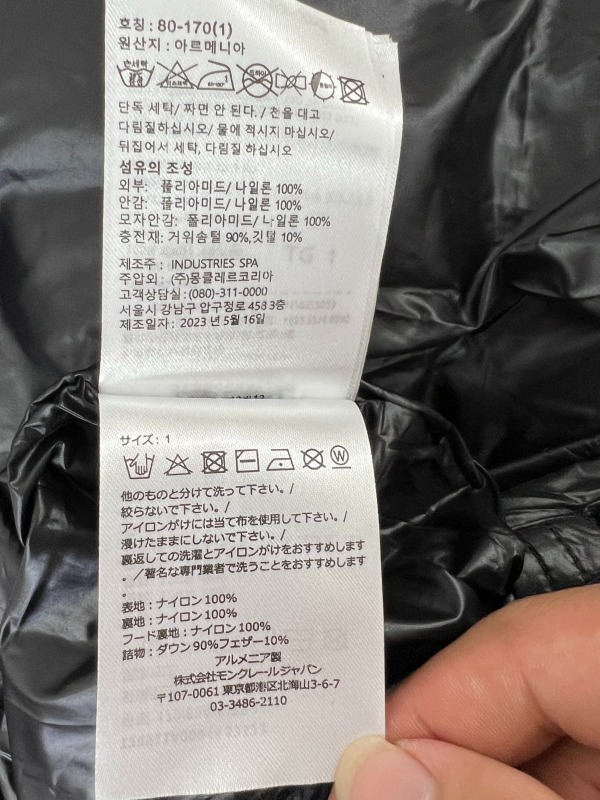 호칭: 80-170(1)
원산지: 아르메니아
손세탁
80~120℃
드라이
단독 세탁/ 짜면 안 된다./ 천을 대고
다림질하십시오/ 물에 적시지 마십시오/
뒤집어서 세탁, 다림질 하십시오
섬유의 조성
외부: 폴리아미드/ 나일론 100%
안감: 폴리아미드/ 나일론 100%
모자안감: 폴리아미드/ 나일론 100%
충전재: 거위솜털 90%,깃털 10%
제조주: INDUSTRIES SPA
주압외: (주)몽클레르코리아
고객상담실:(080)-311-0000
서울시 강남구 압구정로 458 3층
제조일자: 2023 년 5월 16일
サイズ: 1
W
他のものと分けて洗って下さい。/
絞らないで下さい。/
アイロンがけには当て布を使用して下さい。/
浸けたままにしないで下さい。/
裏返しての洗濯とアイロンがけをおすすめします
。/著名な専門業者で洗うことをおすすめします
。
表地:ナイロン100%
裏地:ナイロン100%
フード裏地:ナイロン100%
詰物:ダウン90%フェザー10%
アルメニア製
株式会社モンクレールジャパン
〒107-0061 東京都港区北海山3-6-7
03-3486-2110